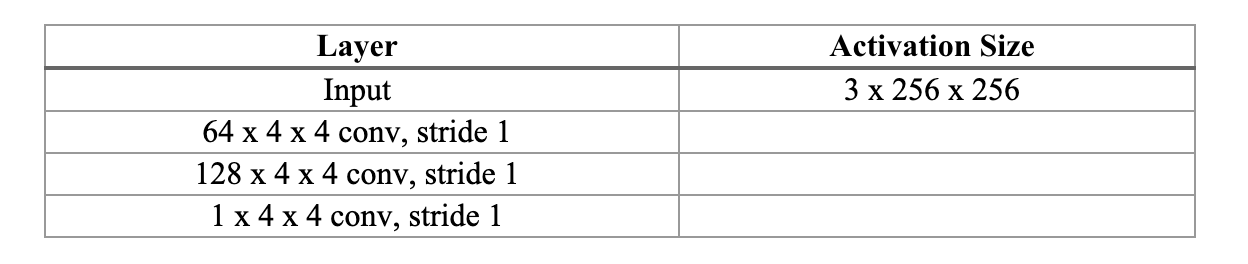 Layer Activation Size
Input 3 x 256 x 256
64 x 4 x 4 conv, stride 1
128 x 4 x 4 conv, stride 1
1 x 4 x 4 conv, stride 1